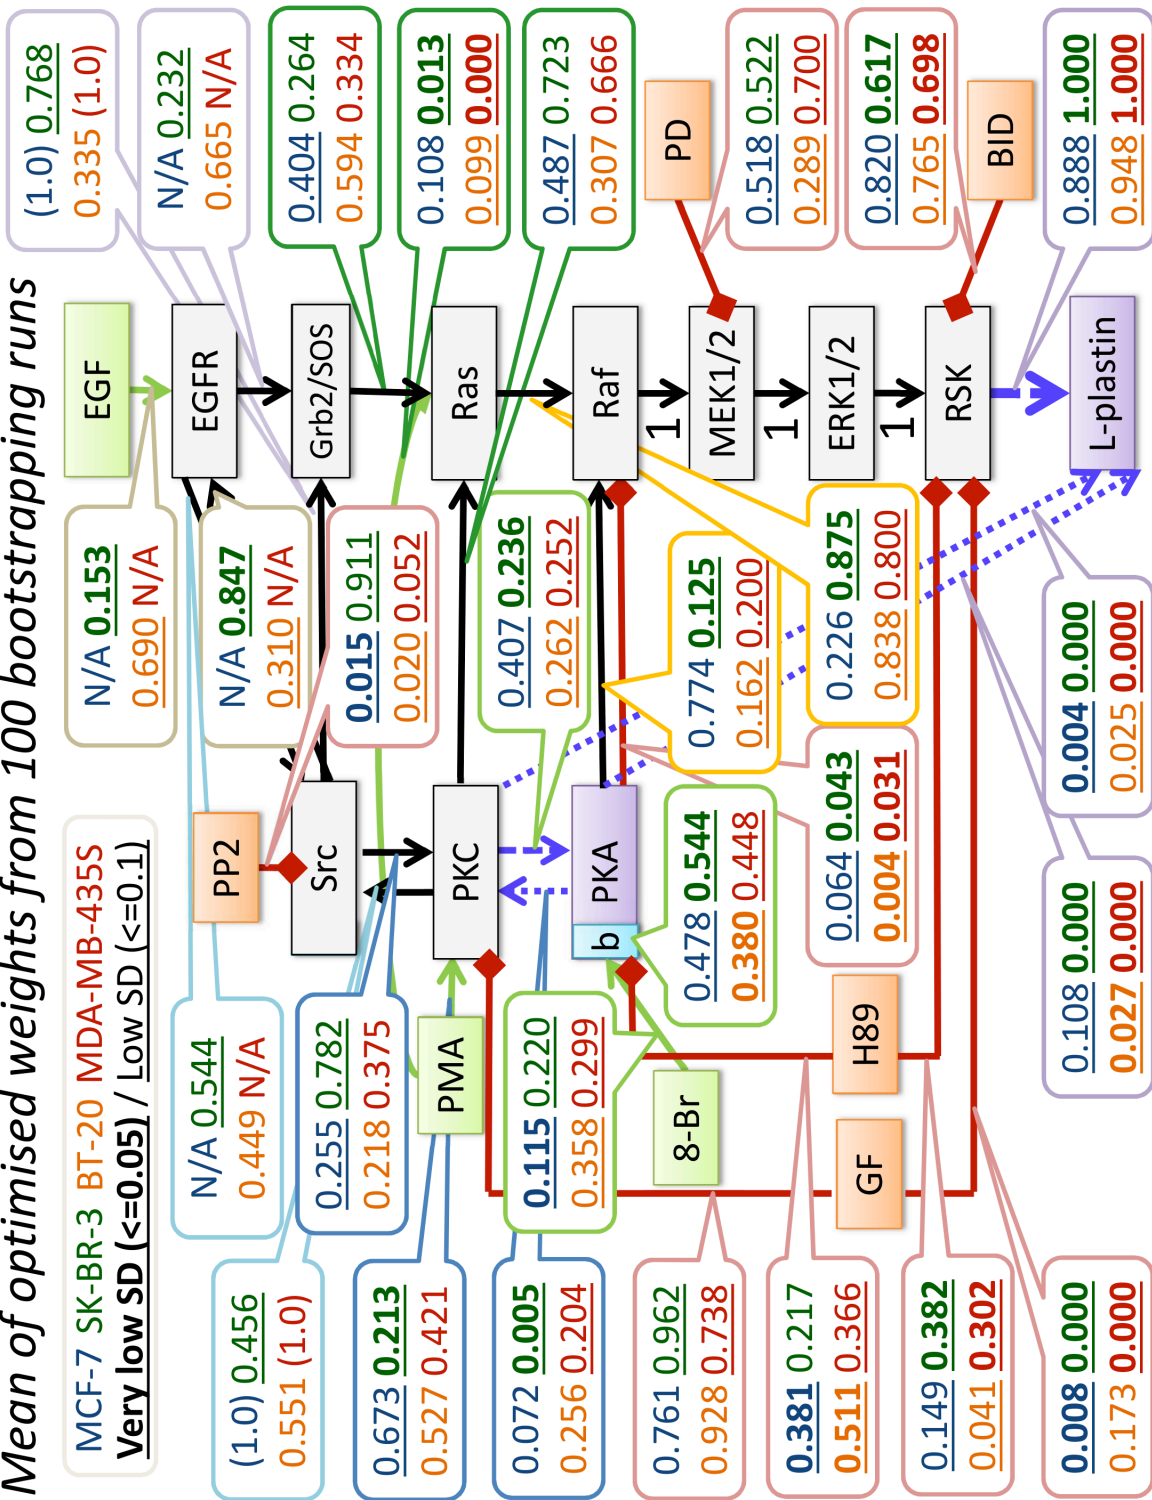 Mean of optimised weights from 100 bootstrapping runs
MCF-7 SK-BR-3 BT-20 MDA-MB-435S
Very low SD (<=0.05) / Low SD (<=0.1)
EGF
EGFR
Grb2/SOS
Ras
Raf
MEK1/2
ERK1/2
RSK
L-plastin
1
1
1
PP2
Src
PKC
PKA
b
PMA
8-Br
H89
GF
PD
BID
(1.0) 0.768
0.335 (1.0)
N/A 0.232
0.665 N/A
0.404 0.264
0.594 0.334
0.108 0.013
0.099 0.000
0.487 0.723
0.307 0.666
0.518 0.522
0.289 0.700
0.820 0.617
0.765 0.698
0.888 1.000
0.948 1.000
N/A 0.153
0.690 N/A
N/A 0.847
0.310 N/A
0.015 0.911
0.020 0.052
0.407 0.236
0.262 0.252
0.774 0.125
0.162 0.200
0.226 0.875
0.838 0.800
0.004 0.000
0.025 0.000
0.478 0.544
0.380 0.448
0.064 0.043
0.004 0.031
0.108 0.000
0.027 0.000
N/A 0.544
0.449 N/A
0.255 0.782
0.218 0.375
0.115 0.220
0.358 0.299
(1.0) 0.456
0.551 (1.0)
0.673 0.213
0.527 0.421
0.072 0.005
0.256 0.204
0.761 0.962
0.928 0.738
0.381 0.217
0.511 0.366
0.149 0.382
0.041 0.302
0.008 0.000
0.173 0.000